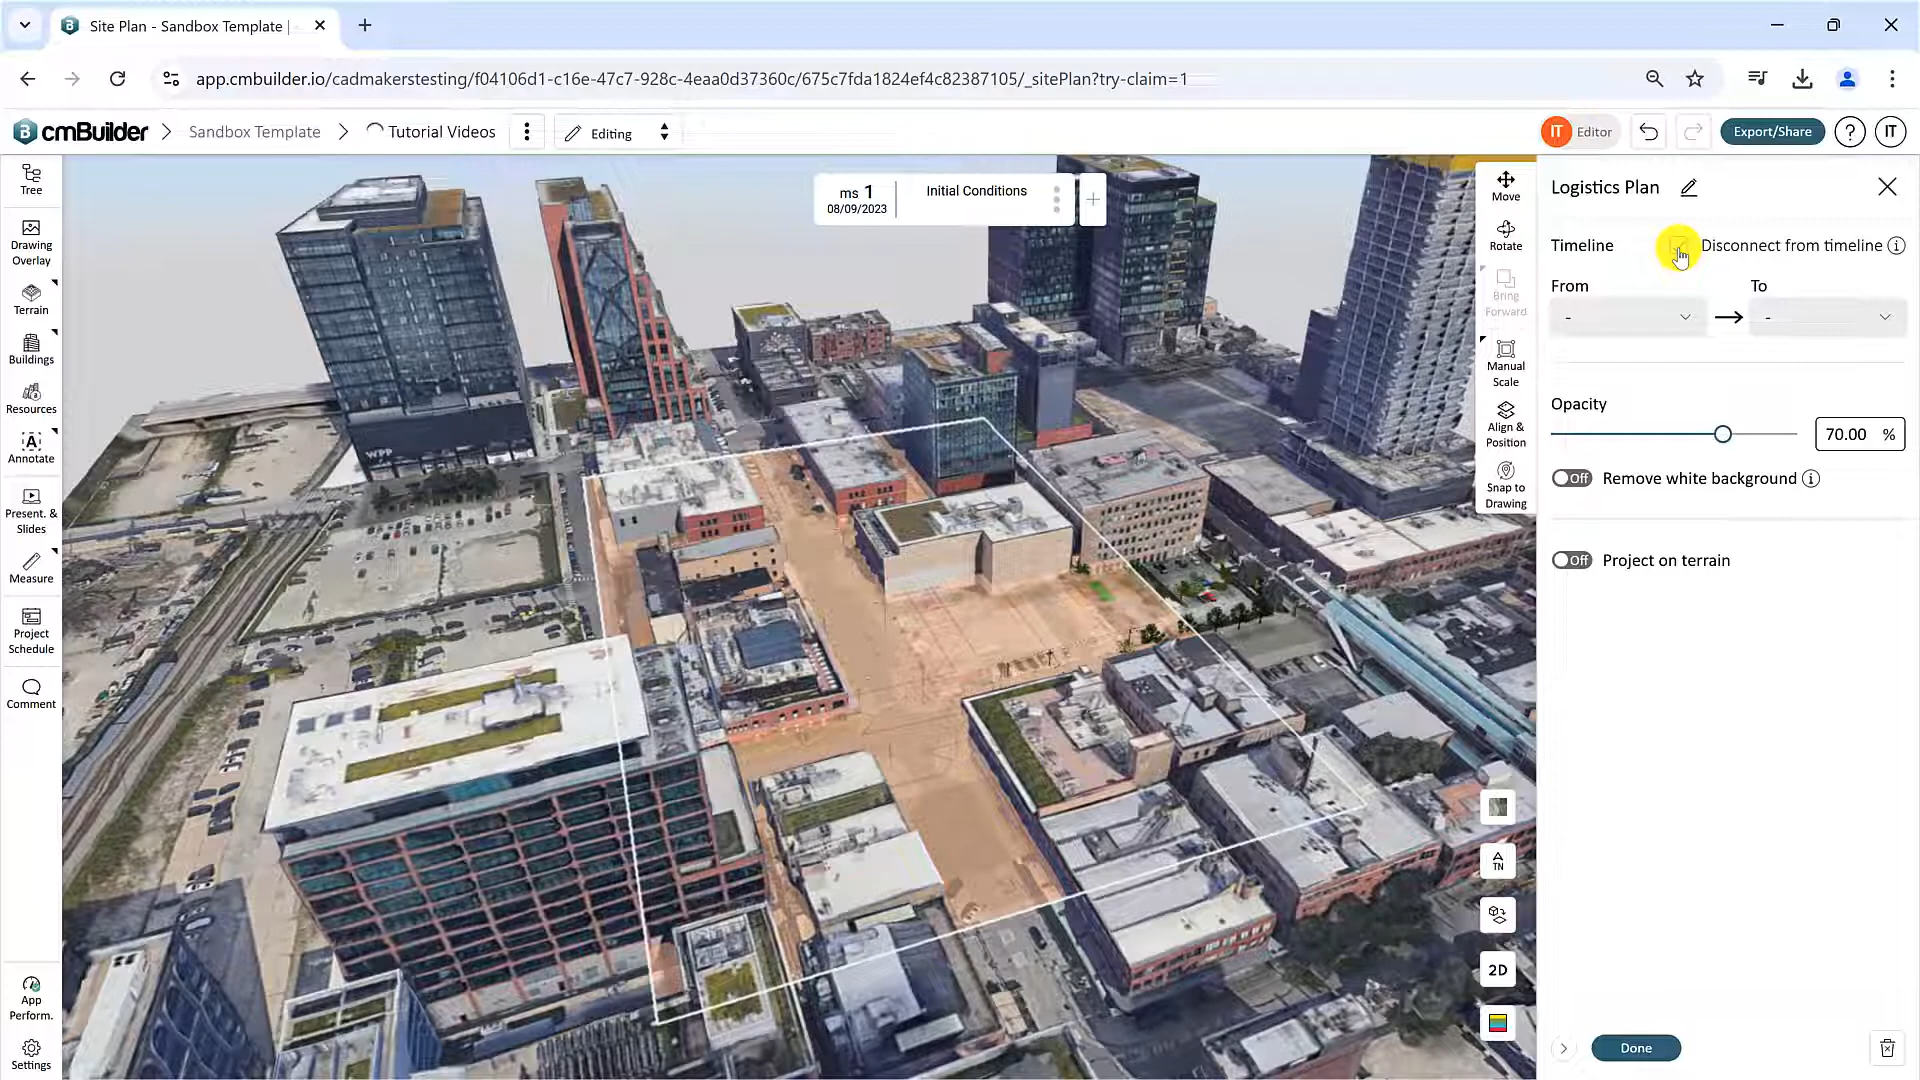 Site Plan - Sandbox Template |
app.cmbuilder.io/cadmakerstesting/f04106d1-c16e-47c7-928c-4eaa0d37360c/675c7fda1824ef4c82387105/_sitePlan?try-claim=1
cmBuilder
Sandbox Template
Tutorial Videos
Editing
IT Editor
Export/Share
?
IT
Tree
Drawing
Overlay
Terrain
Buildings
Resources
A
Annotate
Present. &
Slides
Measure
Project
Schedule
Comment
App
Perform.
Settings
ms 1
08/09/2023
Initial Conditions
WPP
Move
Rotate
Bring
Forward
Manual
Scale
Align &
Position
Snap to
Drawing
TN
2D
Logistics Plan
Timeline
Disconnect from timeline
From
To
-
-
Opacity
70.00 %
Off Remove white background
Off Project on terrain
Done